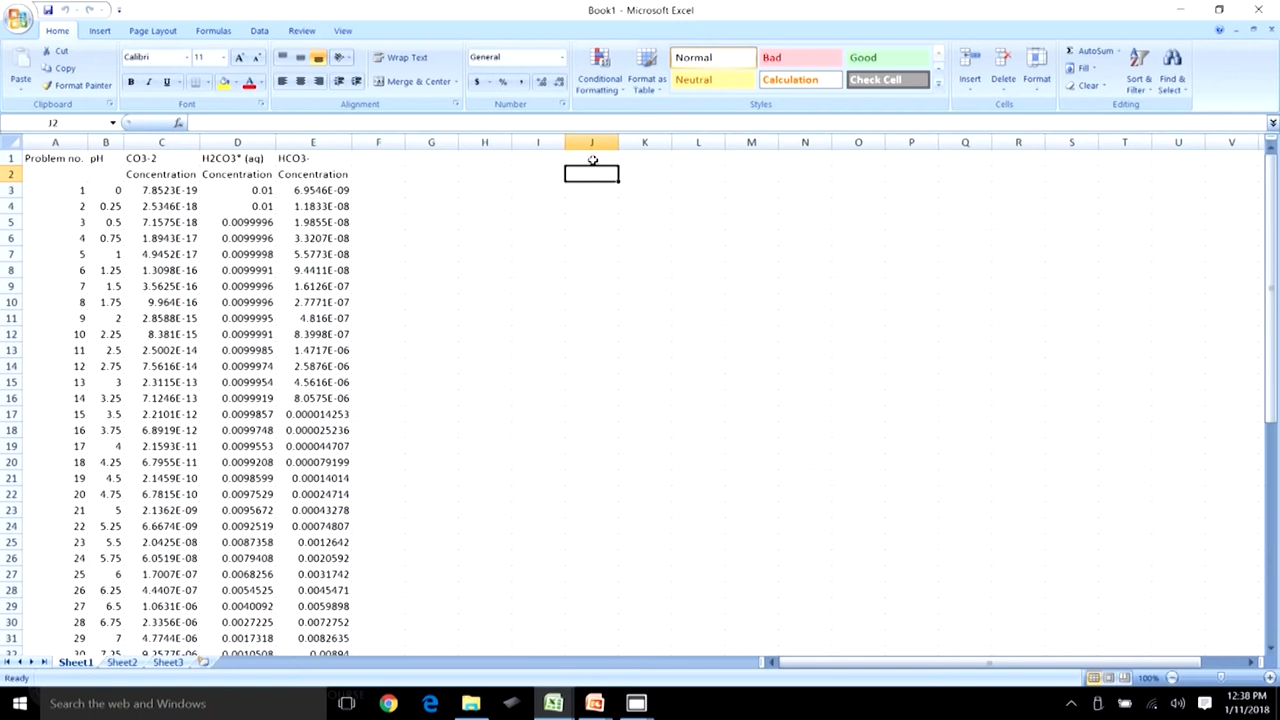 Book1 - Microsoft Excel
Home Insert Page Layout Formulas Data Review View
Paste
Cut
Copy
Format Painter
Clipboard
Calibri 11
B I U
Font
Wrap Text
Merge & Center
Alignment
General
$ % ,
Number
Conditional Formatting
Format as Table
Normal Bad Good
Neutral Calculation Check Cell
Styles
Insert Delete Format
Cells
AutoSum
Fill
Clear
Sort & Filter
Find & Select
Editing
J2 fx
A B C D E F G H I J K L M N O P Q R S T U V
1 Problem no. pH CO3-2 H2CO3* (aq) HCO3-
2 Concentration Concentration Concentration
3 1 0 7.8523E-19 0.01 6.9546E-09
4 2 0.25 2.5346E-18 0.01 1.1833E-08
5 3 0.5 7.1575E-18 0.0099996 1.9855E-08
6 4 0.75 1.8943E-17 0.0099996 3.3207E-08
7 5 1 4.9452E-17 0.0099998 5.5773E-08
8 6 1.25 1.3098E-16 0.0099991 9.4411E-08
9 7 1.5 3.5625E-16 0.0099996 1.6126E-07
10 8 1.75 9.964E-16 0.0099996 2.7771E-07
11 9 2 2.8588E-15 0.0099995 4.816E-07
12 10 2.25 8.381E-15 0.0099991 8.3998E-07
13 11 2.5 2.5002E-14 0.0099985 1.4717E-06
14 12 2.75 7.5616E-14 0.0099974 2.5876E-06
15 13 3 2.3115E-13 0.0099954 4.5616E-06
16 14 3.25 7.1246E-13 0.0099919 8.0575E-06
17 15 3.5 2.2101E-12 0.0099857 0.000014253
18 16 3.75 6.8919E-12 0.0099748 0.000025236
19 17 4 2.1593E-11 0.0099553 0.000044707
20 18 4.25 6.7955E-11 0.0099208 0.000079199
21 19 4.5 2.1459E-10 0.0098599 0.00014014
22 20 4.75 6.7815E-10 0.0097529 0.00024714
23 21 5 2.1362E-09 0.0095672 0.00043278
24 22 5.25 6.6674E-09 0.0092519 0.00074807
25 23 5.5 2.0425E-08 0.0087358 0.0012642
26 24 5.75 6.0519E-08 0.0079408 0.0020592
27 25 6 1.7007E-07 0.0068256 0.0031742
28 26 6.25 4.4407E-07 0.0054525 0.0045471
29 27 6.5 1.0631E-06 0.0040092 0.0059898
30 28 6.75 2.3356E-06 0.0027225 0.0072752
31 29 7 4.7744E-06 0.0017318 0.0082635
32 30 7.25 9.2577E-06 0.0010508 0.00894
Sheet1 Sheet2 Sheet3
Ready 100%
Search the web and Windows
12:38 PM
1/11/2018